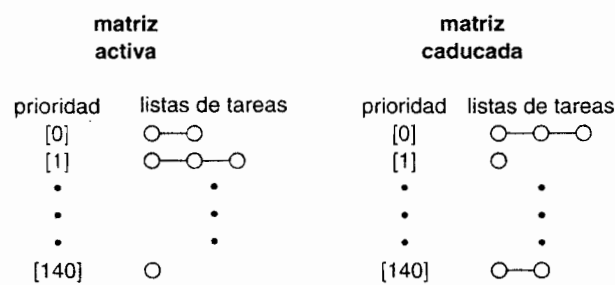 matriz
activa
prioridad listas de tareas
[0]
[1]
[140]
matriz
caducada
prioridad listas de tareas
[0]
[1]
[140]